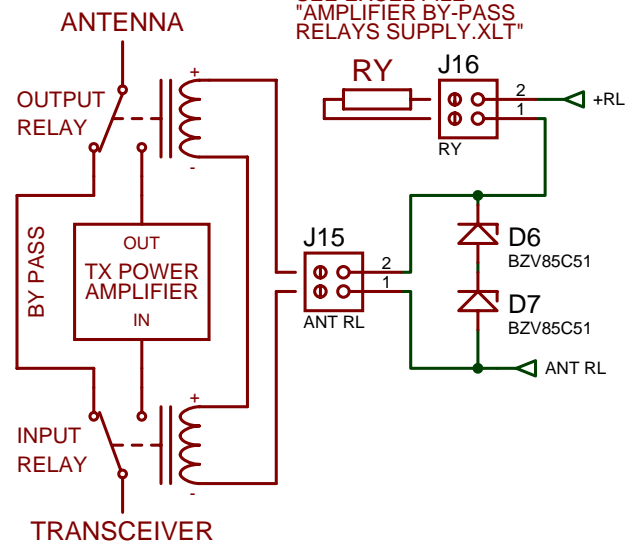 "AMPLIFIER BY-PASS
RELAYS SUPPLY.XLT"
ANTENNA
RY
J16
+
2
+RL
1
OUTPUT
RELAY
RY
-
BY PASS
OUT
TX POWER
AMPLIFIER
IN
J15
2
1
ANT RL
D6
BZV85C51
D7
BZV85C51
ANT RL
+
INPUT
RELAY
-
TRANSCEIVER